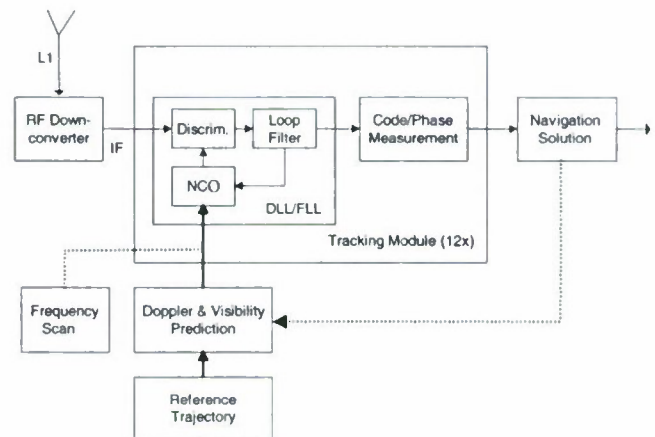 L1
RF Down-
converter
IF
Discrim.
Loop
Filter
NCO
DLL/FLL
Code/Phase
Measurement
Tracking Module (12x)
Navigation
Solution
Frequency
Scan
Doppler & Visibility
Prediction
Reference
Trajectory